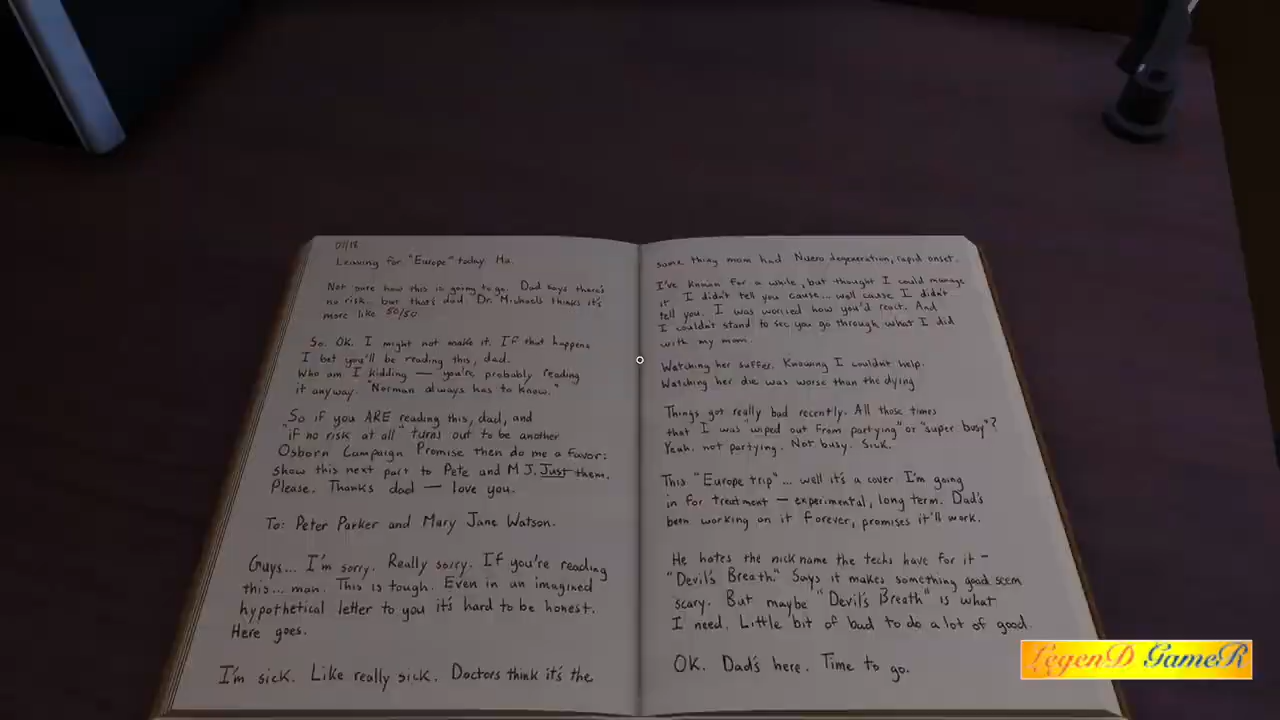 01/18
Leaving for "Europe" today. Ha.
Not sure how this is going to go. Dad says there's
no risk, but that's dad. Dr. Michaels thinks it's
more like 50/50
So. OK. I might not make it. If that happens
I bet you'll be reading this, dad.
Who am I kidding — you're probably reading
it anyway. "Norman always has to know."
So if you ARE reading this, dad, and
"if no risk at all" turns out to be another
Osborn Campaign Promise then do me a favor:
show this next part to Pete and MJ. Just them.
Please. Thanks dad — love you.
To: Peter Parker and Mary Jane Watson.
Guys... I'm sorry. Really sorry. If you're reading
this... man. This is tough. Even in an imagined
hypothetical letter to you it's hard to be honest.
Here goes.
I'm sick. Like really sick. Doctors think it's the
same thing mom had. Nuero degeneration, rapid onset.
I've known for a while, but thought I could manage
it. I didn't tell you cause... well cause I didn't
tell you. I was worried how you'd react. And
I couldn't stand to see you go through what I did
with my mom.
Watching her suffer. Knowing I couldn't help.
Watching her die was worse than the dying
Things got really bad recently. All those times
that I was "wiped out from partying" or "super busy"?
Yeah. not partying. Not busy. Sick.
This "Europe trip"... well it's a cover I'm going
in for treatment — experimental, long term. Dad's
been working on it forever, promises it'll work.
He hates the nickname the techs have for it -
"Devil's Breath." Says it makes something good seem
scary. But maybe "Devil's Breath" is what
I need. Little bit of bad to do a lot of good.
OK. Dad's here. Time to go.
LegenD GameR